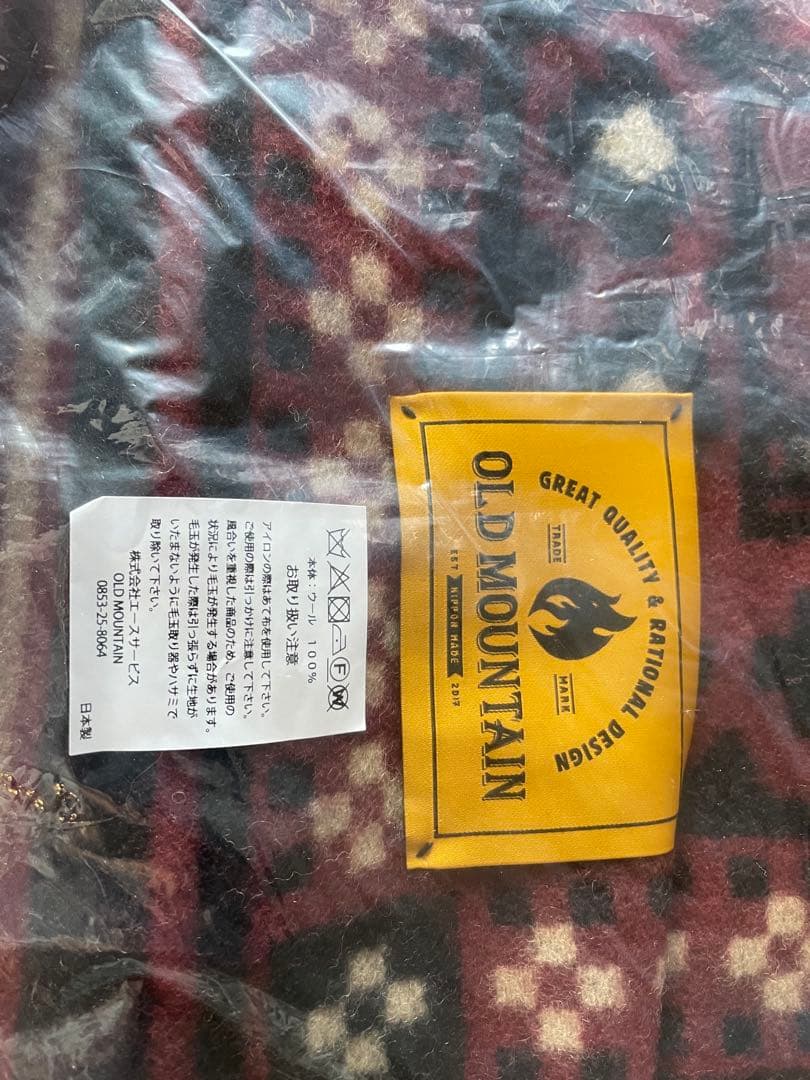 GREAT QUALITY & RATIONAL DESIGN
TRADE
MARK
OLD MOUNTAIN
EST NIPPON MADE 2017
F
W
本体：ウール 100%
お取り扱い注意
アイロンの際はあて布を使用して下さい。
ご使用の際は引っかけに注意して下さい。
風合いを重視した商品のため、ご使用の
状況により毛玉が発生する場合があります。
毛玉が発生した際は引っ張らずに生地が
いたまないように毛玉取り器やハサミで
取り除いて下さい。
株式会社エースサービス
OLD MOUNTAIN
0853-25-8064
日本製